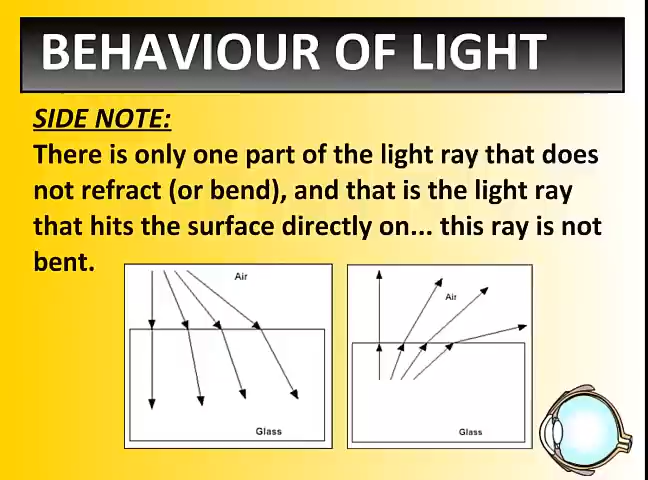 BEHAVIOUR OF LIGHT
SIDE NOTE:
There is only one part of the light ray that does
not refract (or bend), and that is the light ray
that hits the surface directly on... this ray is not
bent.
Air
Glass
Air
Glass